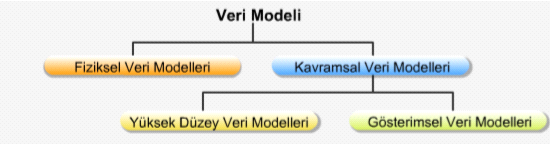 Veri Modeli
Fiziksel Veri Modelleri
Kavramsal Veri Modelleri
Yüksek Düzey Veri Modelleri
Gösterimsel Veri Modelleri